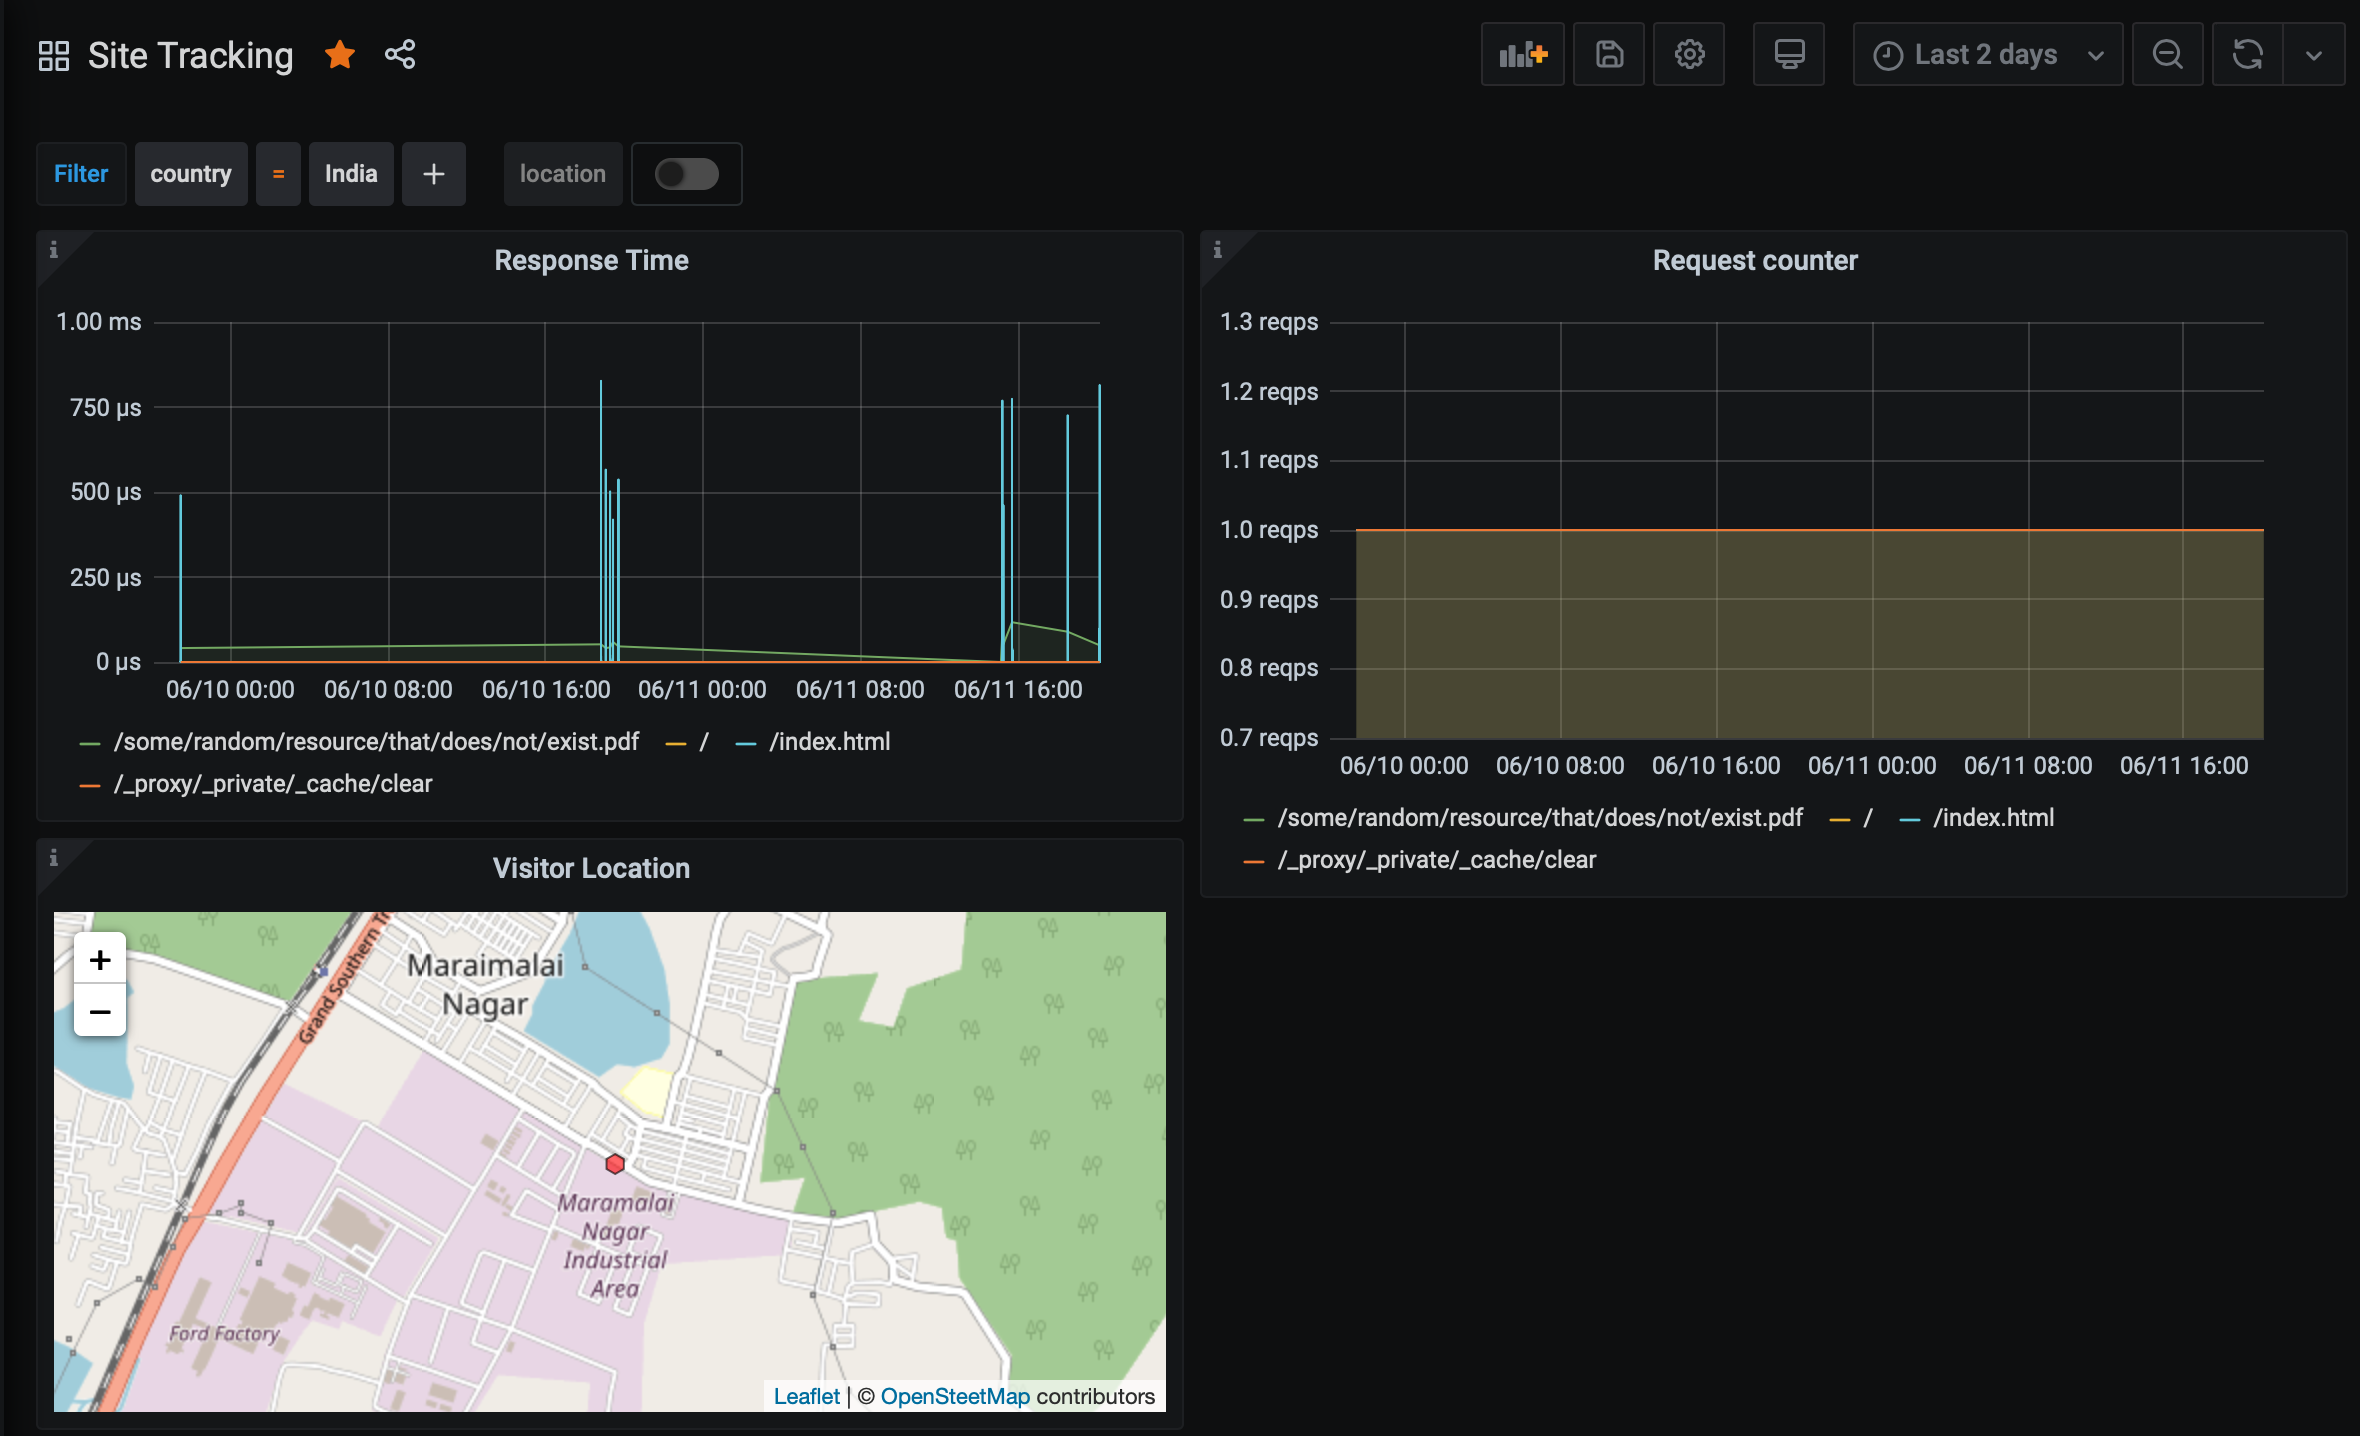 Site Tracking
Last 2 days
Filter country = India + location
Response Time
1.00 ms
750 µs
500 µs
250 µs
0 µs
06/10 00:00 06/10 08:00 06/10 16:00 06/11 00:00 06/11 08:00 06/11 16:00
/some/random/resource/that/does/not/exist.pdf / /index.html
/_proxy/_private/_cache/clear
Request counter
1.3 reqps
1.2 reqps
1.1 reqps
1.0 reqps
0.9 reqps
0.8 reqps
0.7 reqps
06/10 00:00 06/10 08:00 06/10 16:00 06/11 00:00 06/11 08:00 06/11 16:00
/some/random/resource/that/does/not/exist.pdf / /index.html
/_proxy/_private/_cache/clear
Visitor Location
+
−
Grand Southern Tr
Maraimalai
Nagar
Maramalai
Nagar
Industrial
Area
Ford Factory
Leaflet | © OpenSteetMap contributors